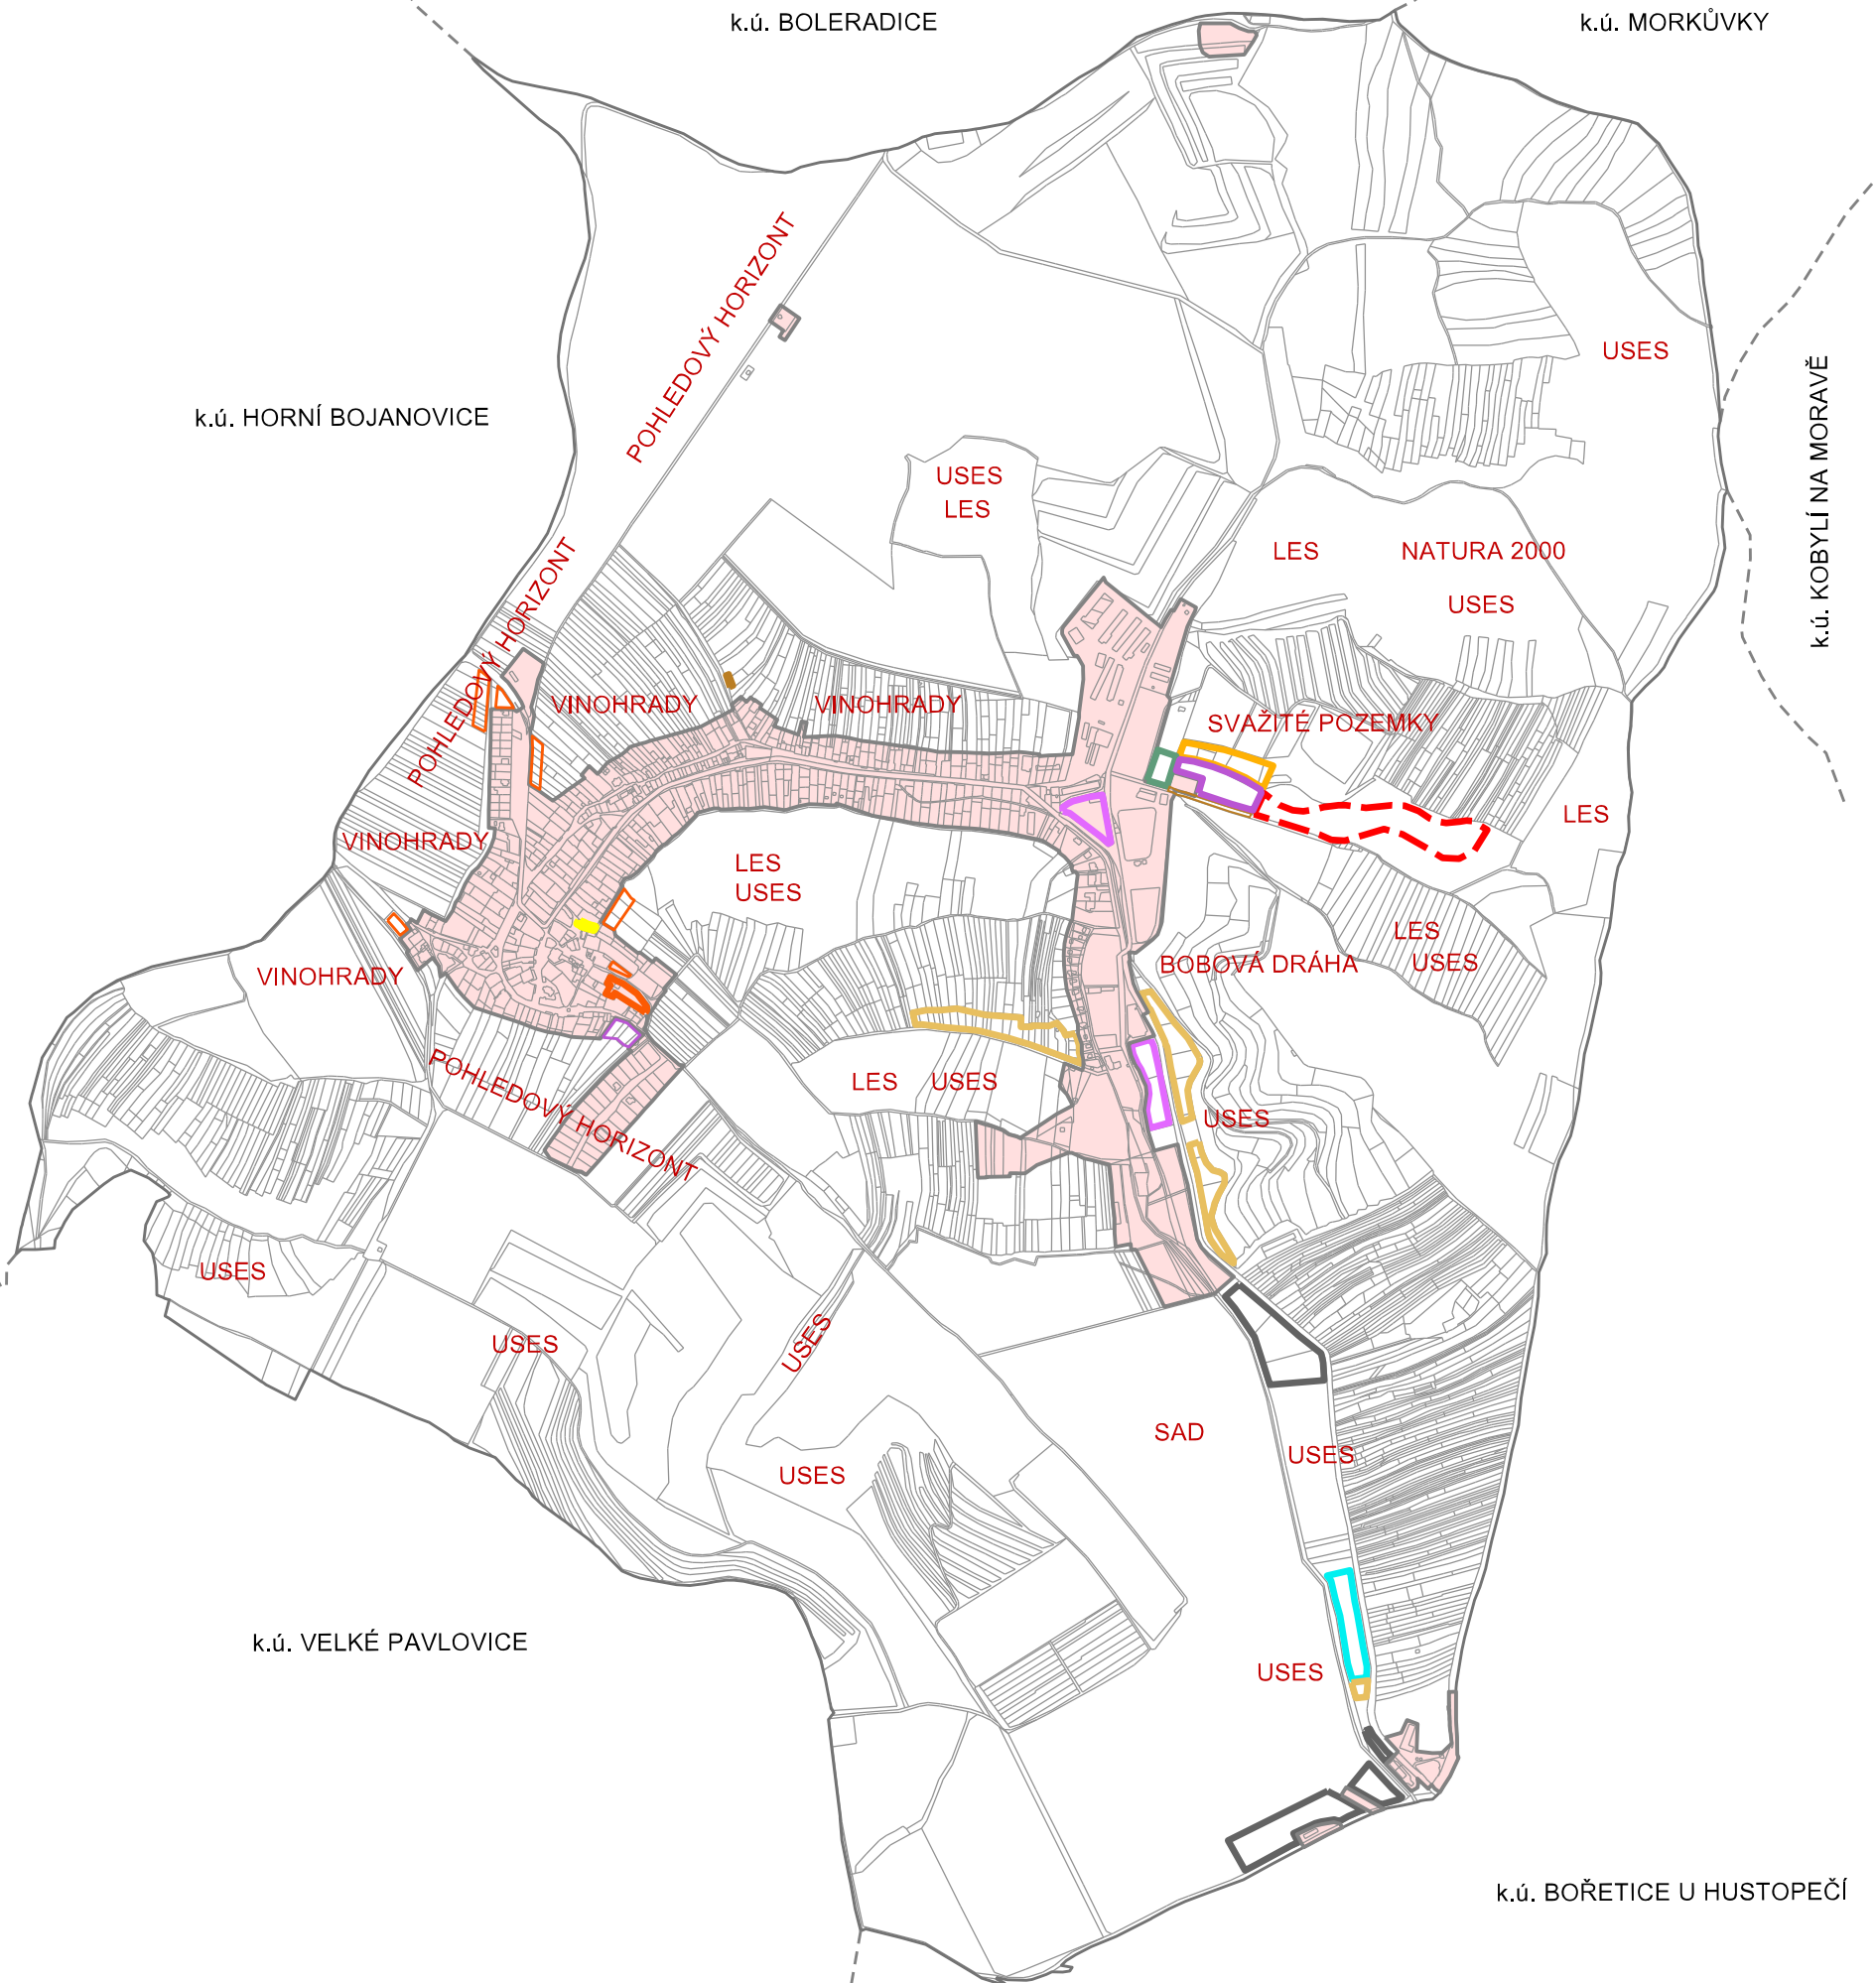 k.ú. BOLERADICE
k.ú. MORKŮVKY
POHLEDOVÝ HORIZONT
USES
k.ú. HORNÍ BOJANOVICE
k.ú. KOBYLÍ NA MORAVĚ
USES
LES
LES
NATURA 2000
USES
POHLEDOVÝ HORIZONT
VINOHRADY
VINOHRADY
SVAŽITÉ POZEMKY
LES
VINOHRADY
LES
USES
LES
USES
VINOHRADY
BOBOVÁ DRÁHA
POHLEDOVÝ HORIZONT
LES
USES
USES
USES
USES
USES
SAD
USES
USES
k.ú. VELKÉ PAVLOVICE
USES
k.ú. BOŘETICE U HUSTOPEČÍ